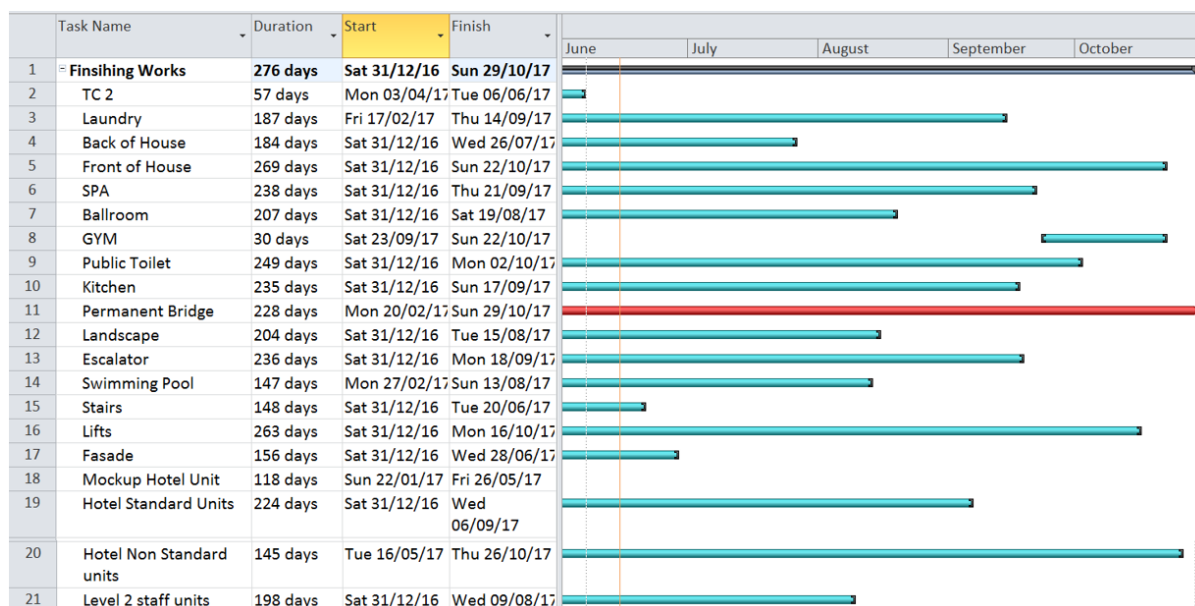 Task Name Duration Start Finish
June July August September October
1 Finsihing Works 276 days Sat 31/12/16 Sun 29/10/17
2 TC 2 57 days Mon 03/04/17 Tue 06/06/17
3 Laundry 187 days Fri 17/02/17 Thu 14/09/17
4 Back of House 184 days Sat 31/12/16 Wed 26/07/17
5 Front of House 269 days Sat 31/12/16 Sun 22/10/17
6 SPA 238 days Sat 31/12/16 Thu 21/09/17
7 Ballroom 207 days Sat 31/12/16 Sat 19/08/17
8 GYM 30 days Sat 23/09/17 Sun 22/10/17
9 Public Toilet 249 days Sat 31/12/16 Mon 02/10/17
10 Kitchen 235 days Sat 31/12/16 Sun 17/09/17
11 Permanent Bridge 228 days Mon 20/02/17 Sun 29/10/17
12 Landscape 204 days Sat 31/12/16 Tue 15/08/17
13 Escalator 236 days Sat 31/12/16 Mon 18/09/17
14 Swimming Pool 147 days Mon 27/02/17 Sun 13/08/17
15 Stairs 148 days Sat 31/12/16 Tue 20/06/17
16 Lifts 263 days Sat 31/12/16 Mon 16/10/17
17 Fasade 156 days Sat 31/12/16 Wed 28/06/17
18 Mockup Hotel Unit 118 days Sun 22/01/17 Fri 26/05/17
19 Hotel Standard Units 224 days Sat 31/12/16 Wed
06/09/17
20 Hotel Non Standard 145 days Tue 16/05/17 Thu 26/10/17
units
21 Level 2 staff units 198 days Sat 31/12/16 Wed 09/08/17